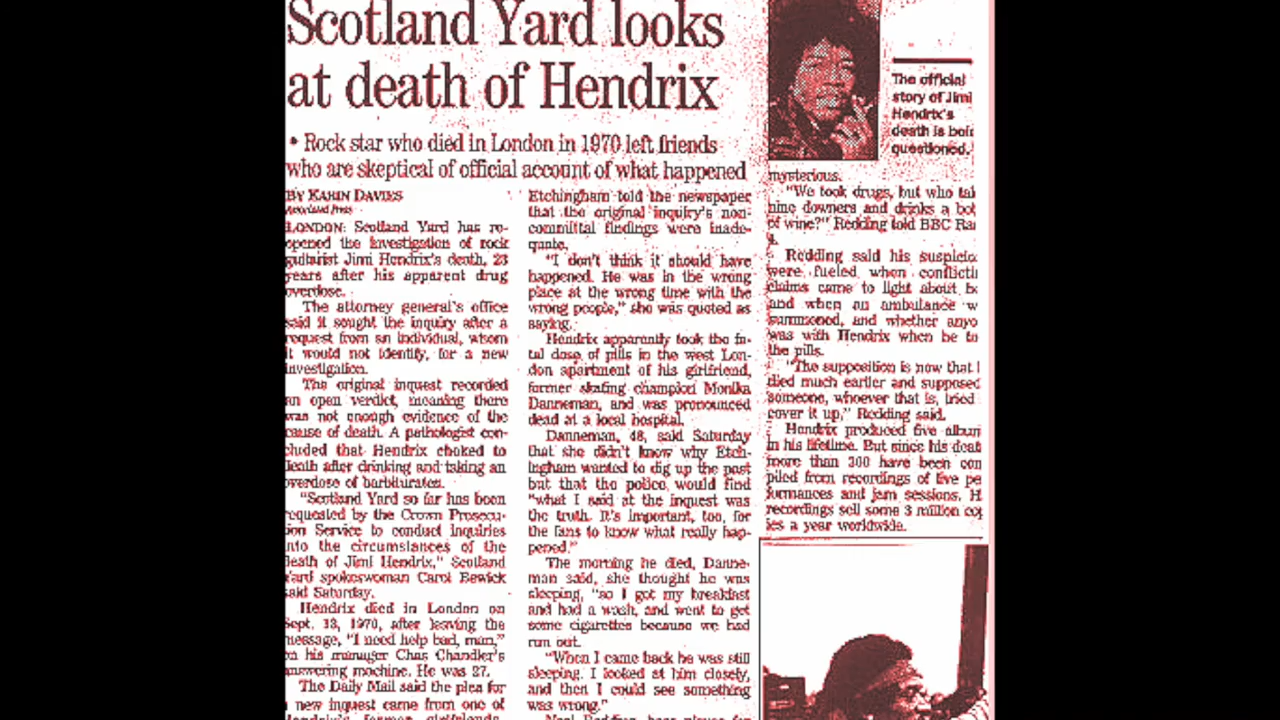 Scotland Yard looks
at death of Hendrix
• Rock star who died in London in 1970 left friends
who are skeptical of official account of what happened
BY KARIN DAVIES
Associated Press
LONDON: Scotland Yard has re-
opened the investigation of rock
guitarist Jimi Hendrix's death, 23
years after his apparent drug
overdose.
The attorney general's office
said it sought the inquiry after a
request from an individual, whom
it would not identify, for a new
investigation.
The original inquest recorded
an open verdict, meaning there
was not enough evidence of the
cause of death. A pathologist con-
cluded that Hendrix choked to
death after drinking and taking an
overdose of barbiturates.
"Scotland Yard so far has been
requested by the Crown Prosecu-
tion Service to conduct inquiries
into the circumstances of the
death of Jimi Hendrix," Scotland
Yard spokeswoman Carol Bewick
said Saturday.
Hendrix died in London on
Sept. 18, 1970, after leaving the
message, "I need help bad, man,"
on his manager Chas Chandler's
answering machine. He was 27.
The Daily Mail said the plea for
new inquest came from one of
Hendrix's former girlfriends,
Etchingham told the newspaper
that the original inquiry's non-
committal findings were inade-
quate.
"I don't think it should have
happened. He was in the wrong
place at the wrong time with the
wrong people," she was quoted as
saying.
Hendrix apparently took the fa-
tal dose of pills in the west Lon-
don apartment of his girlfriend,
former skating champion Monika
Danneman, and was pronounced
dead at a local hospital.
Danneman, 48, said Saturday
that she didn't know why Etch-
ingham wanted to dig up the past
but that the police would find
"what I said at the inquest was
the truth. It's important, too, for
the fans to know what really hap-
pened."
The morning he died, Danne-
man said, she thought he was
sleeping, "so I got my breakfast
and had a wash, and went to get
some cigarettes because we had
run out.
"When I came back he was still
sleeping. I looked at him closely,
and then I could see something
was wrong."
Noel Redding, bass player for
The official
story of Jimi
Hendrix's
death is bein
questioned.
mysterious.
"We took drugs, but who tak
nine downers and drinks a bot
of wine?" Redding told BBC Rad
4.
Redding said his suspicio
were fueled when conflicti
claims came to light about h
and when an ambulance w
summoned, and whether anyo
was with Hendrix when he to
the pills.
"The supposition is now that h
died much earlier and supposed
someone, whoever that is, tried
cover it up," Redding said.
Hendrix produced five album
in his lifetime. But since his deat
more than 300 have been com
piled from recordings of live pe
formances and jam sessions. H
recordings sell some 3 million cop
ies a year worldwide.